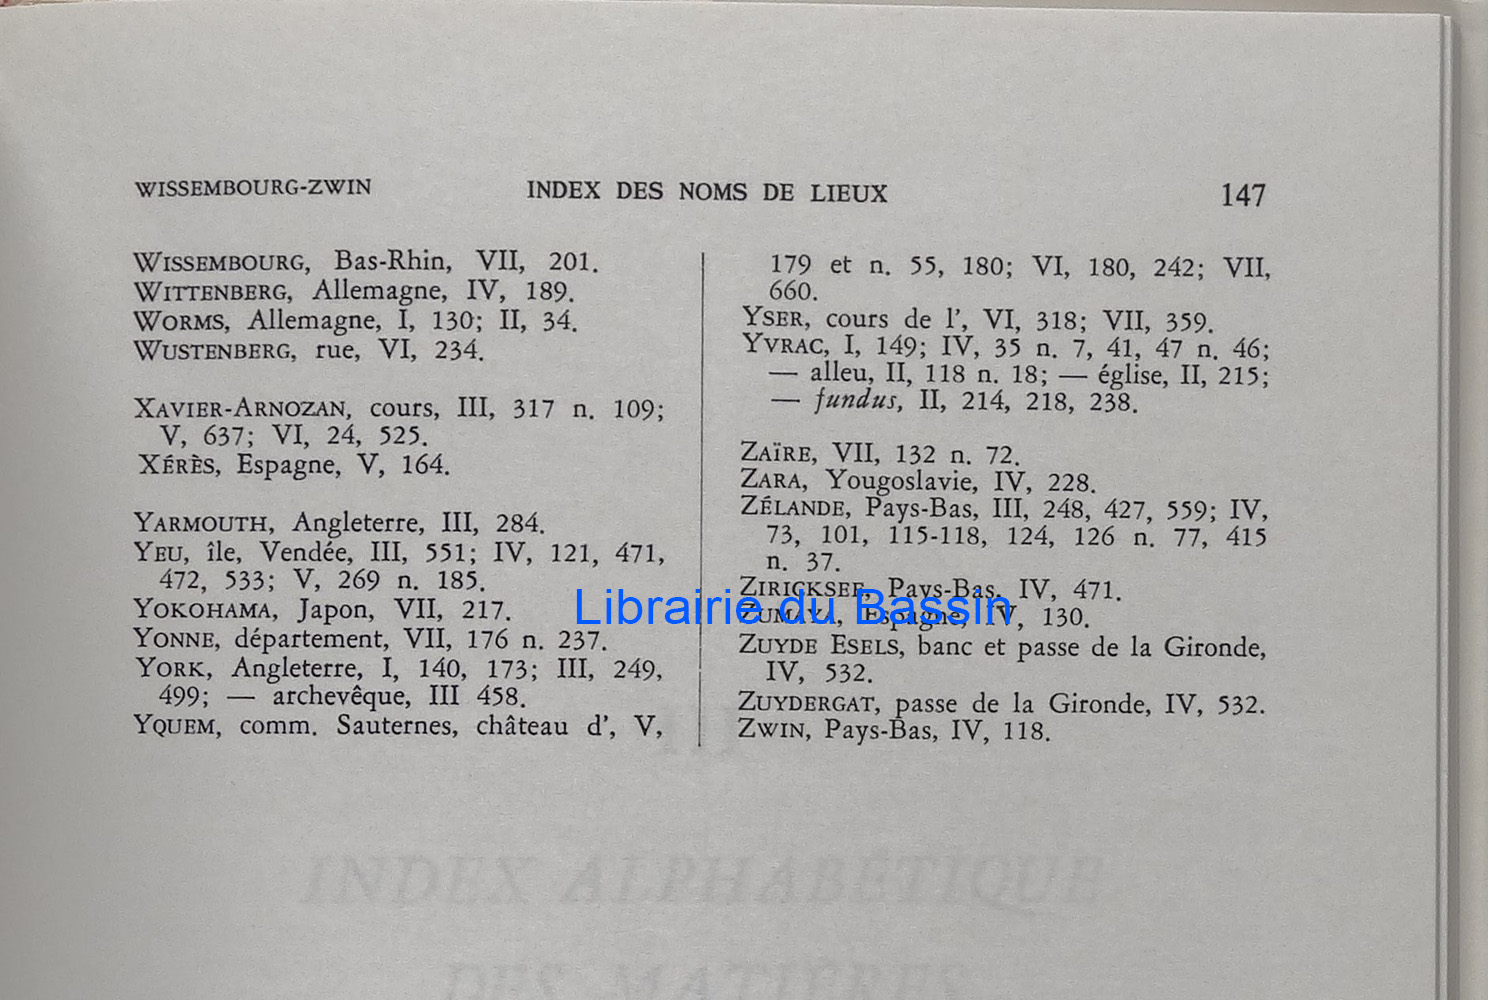 WISSEMBOURG-ZWIN INDEX DES NOMS DE LIEUX 147
WISSEMBOURG, Bas-Rhin, VII, 201.
WITTENBERG, Allemagne, IV, 189.
WORMS, Allemagne, I, 130; II, 34.
WUSTENBERG, rue, VI, 234.
XAVIER-ARNOZAN, cours, III, 317 n. 109;
V, 637; VI, 24, 525.
XÉRÈS, Espagne, V, 164.
YARMOUTH, Angleterre, III, 284.
YEU, île, Vendée, III, 551; IV, 121, 471,
472, 533; V, 269 n. 185.
YOKOHAMA, Japon, VII, 217.
YONNE, département, VII, 176 n. 237.
YORK, Angleterre, I, 140, 173; III, 249,
499; — archevêque, III 458.
YQUEM, comm. Sauternes, château d', V,
179 et n. 55, 180; VI, 180, 242; VII,
660.
YSER, cours de l', VI, 318; VII, 359.
YVRAC, I, 149; IV, 35 n. 7, 41, 47 n. 46;
— alleu, II, 118 n. 18; — église, II, 215;
— fundus, II, 214, 218, 238.
ZAÏRE, VII, 132 n. 72.
ZARA, Yougoslavie, IV, 228.
ZÉLANDE, Pays-Bas, III, 248, 427, 559; IV,
73, 101, 115-118, 124, 126 n. 77, 415
n. 37.
ZIRICKSEE, Pays-Bas, IV, 471.
ZUMAYA, Espagne, IV, 130.
ZUYDE ESELS, banc et passe de la Gironde,
IV, 532.
ZUYDERGAT, passe de la Gironde, IV, 532.
ZWIN, Pays-Bas, IV, 118.
Librairie du Bassin
INDEX ALPHABÉTIQUE
DES MATIÈRES